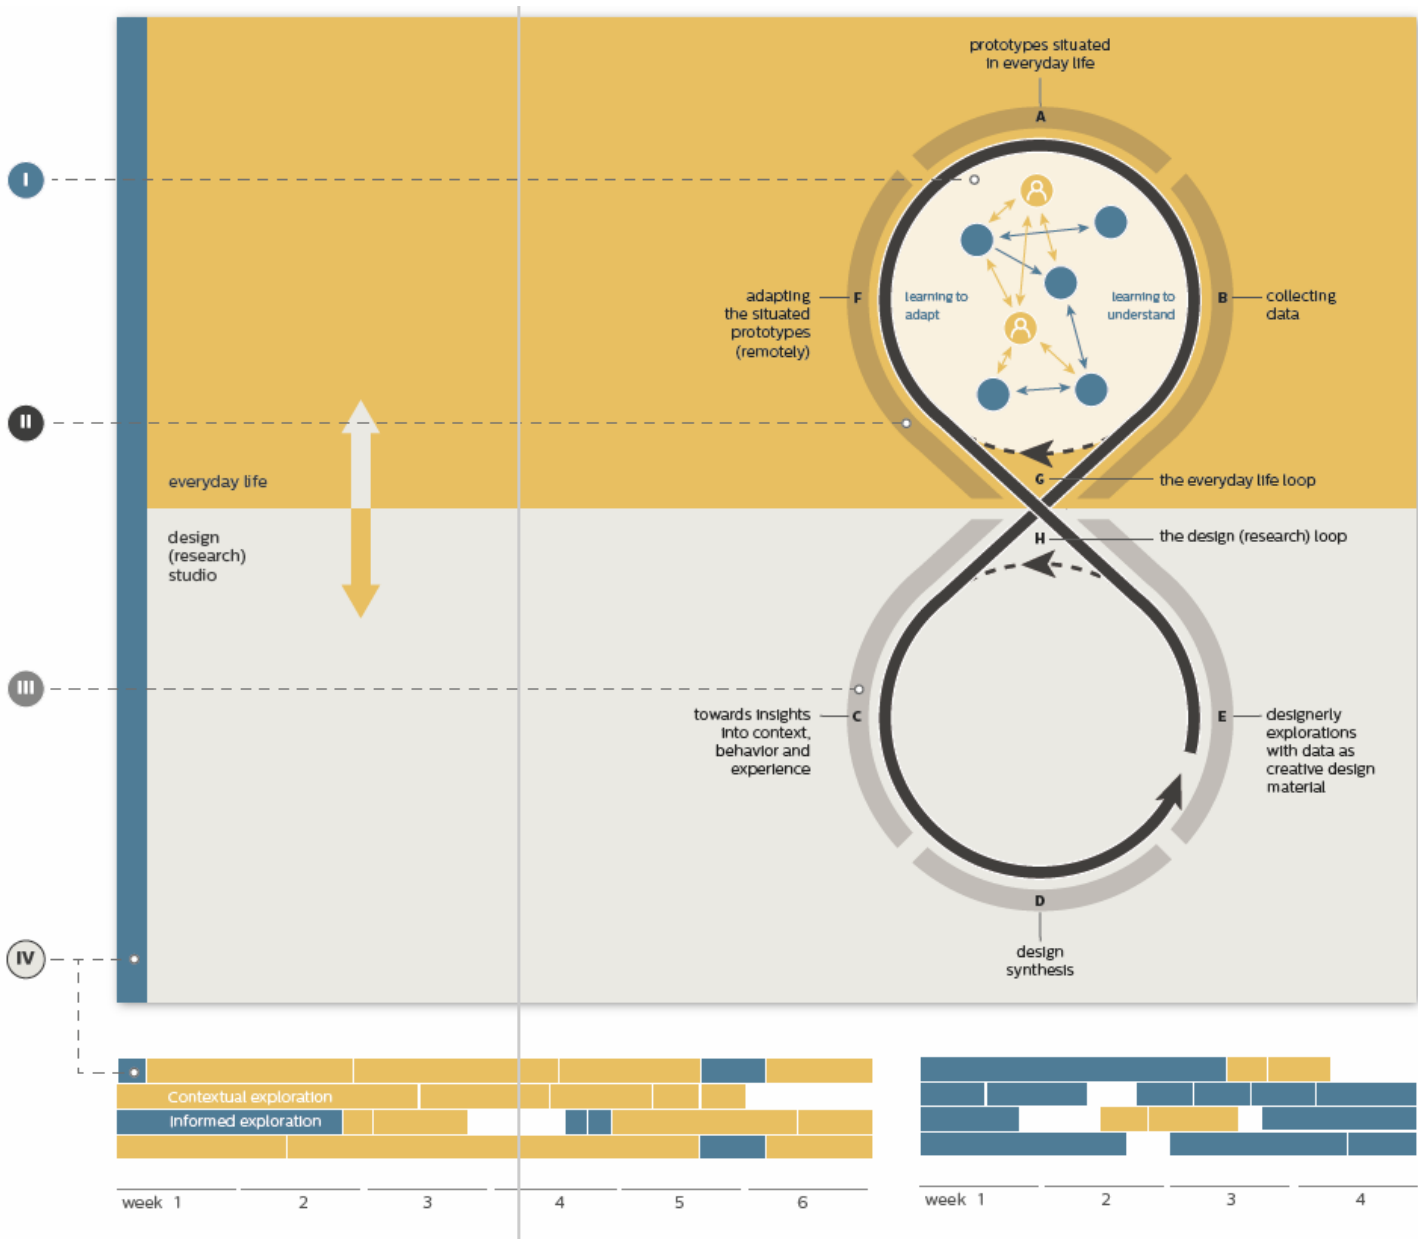 prototypes situated
in everyday life
A
I
learning to
adapt
learning to
understand
F
adapting
the situated
prototypes
(remotely)
B
collecting
data
II
everyday life
G
the everyday life loop
design
(research)
studio
H
the design (research) loop
III
towards insights
into context,
behavior and
experience
C
E
designerly
explorations
with data as
creative design
material
D
design
synthesis
IV
Contextual exploration
Informed exploration
week 1 2 3 4 5 6
week 1 2 3 4